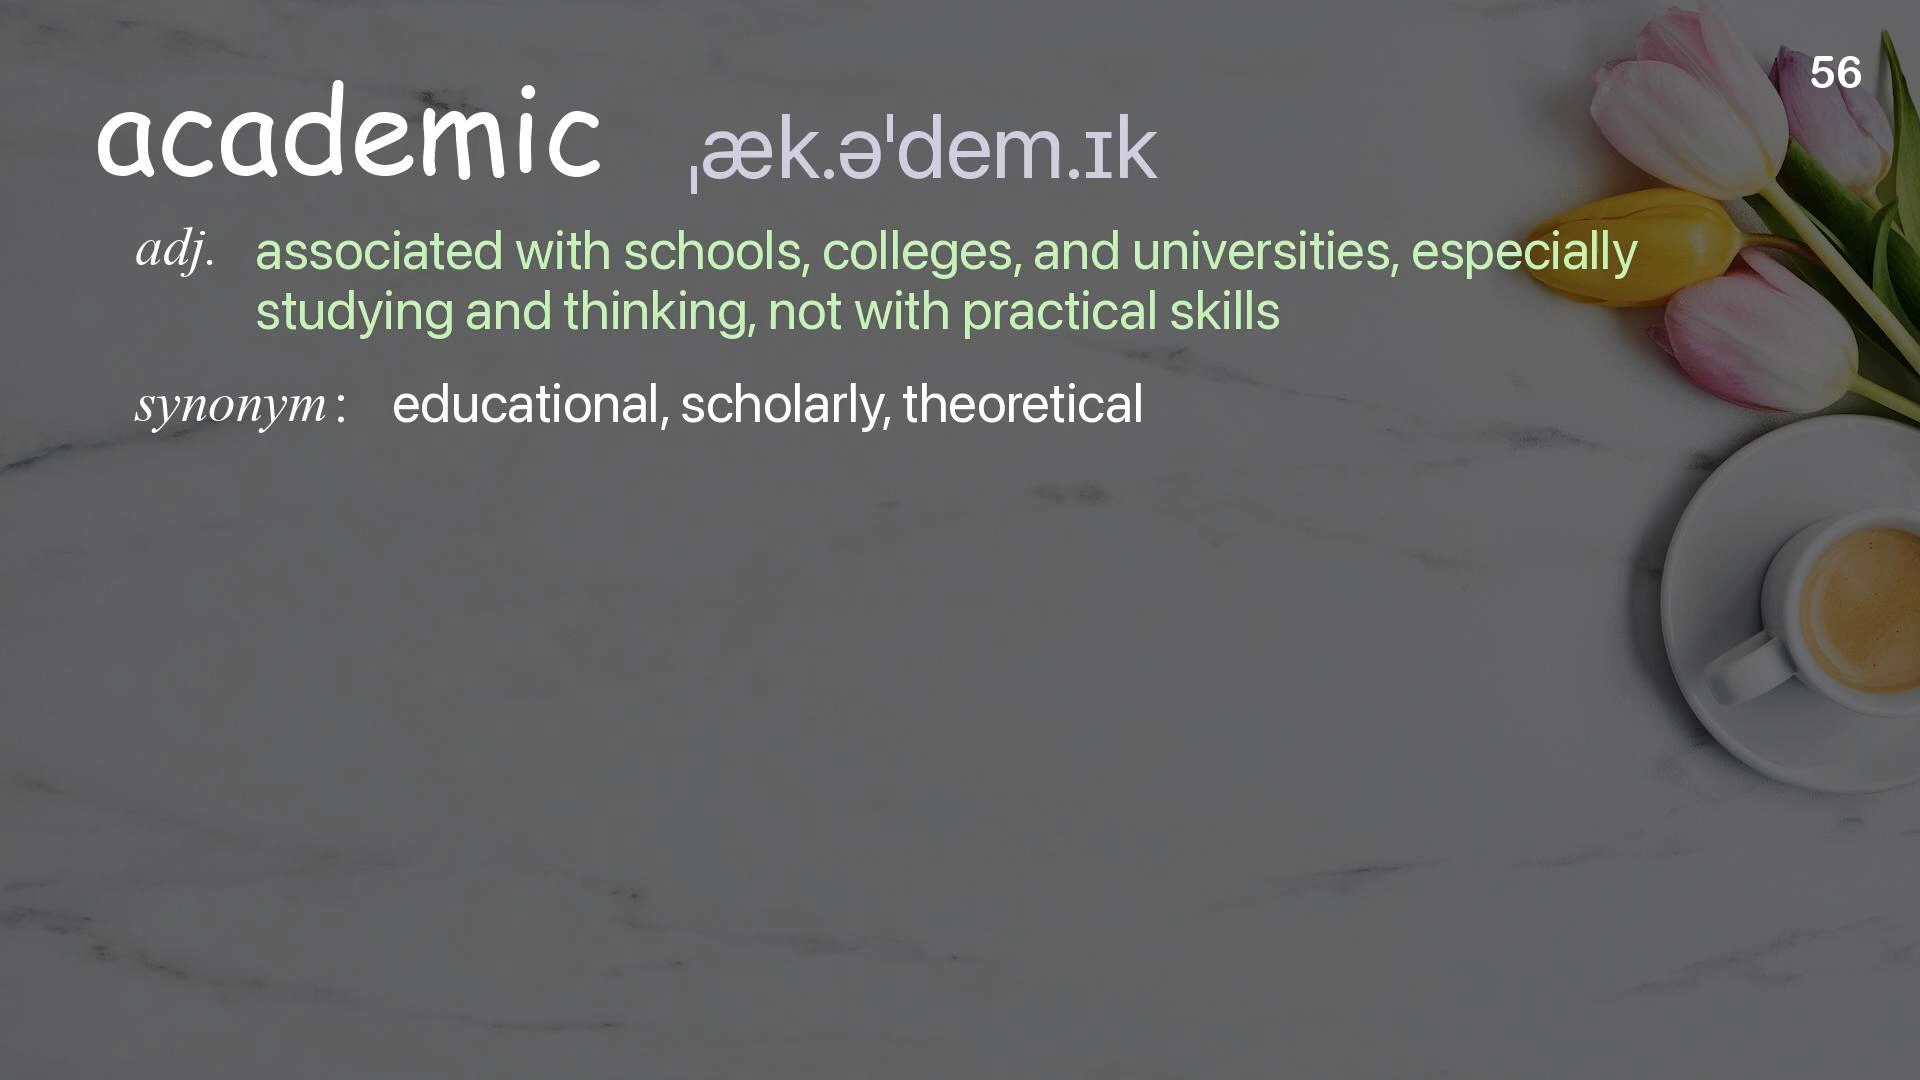 56
academic ˌæk.əˈdem.ɪk
adj. associated with schools, colleges, and universities, especially
studying and thinking, not with practical skills
synonym : educational, scholarly, theoretical